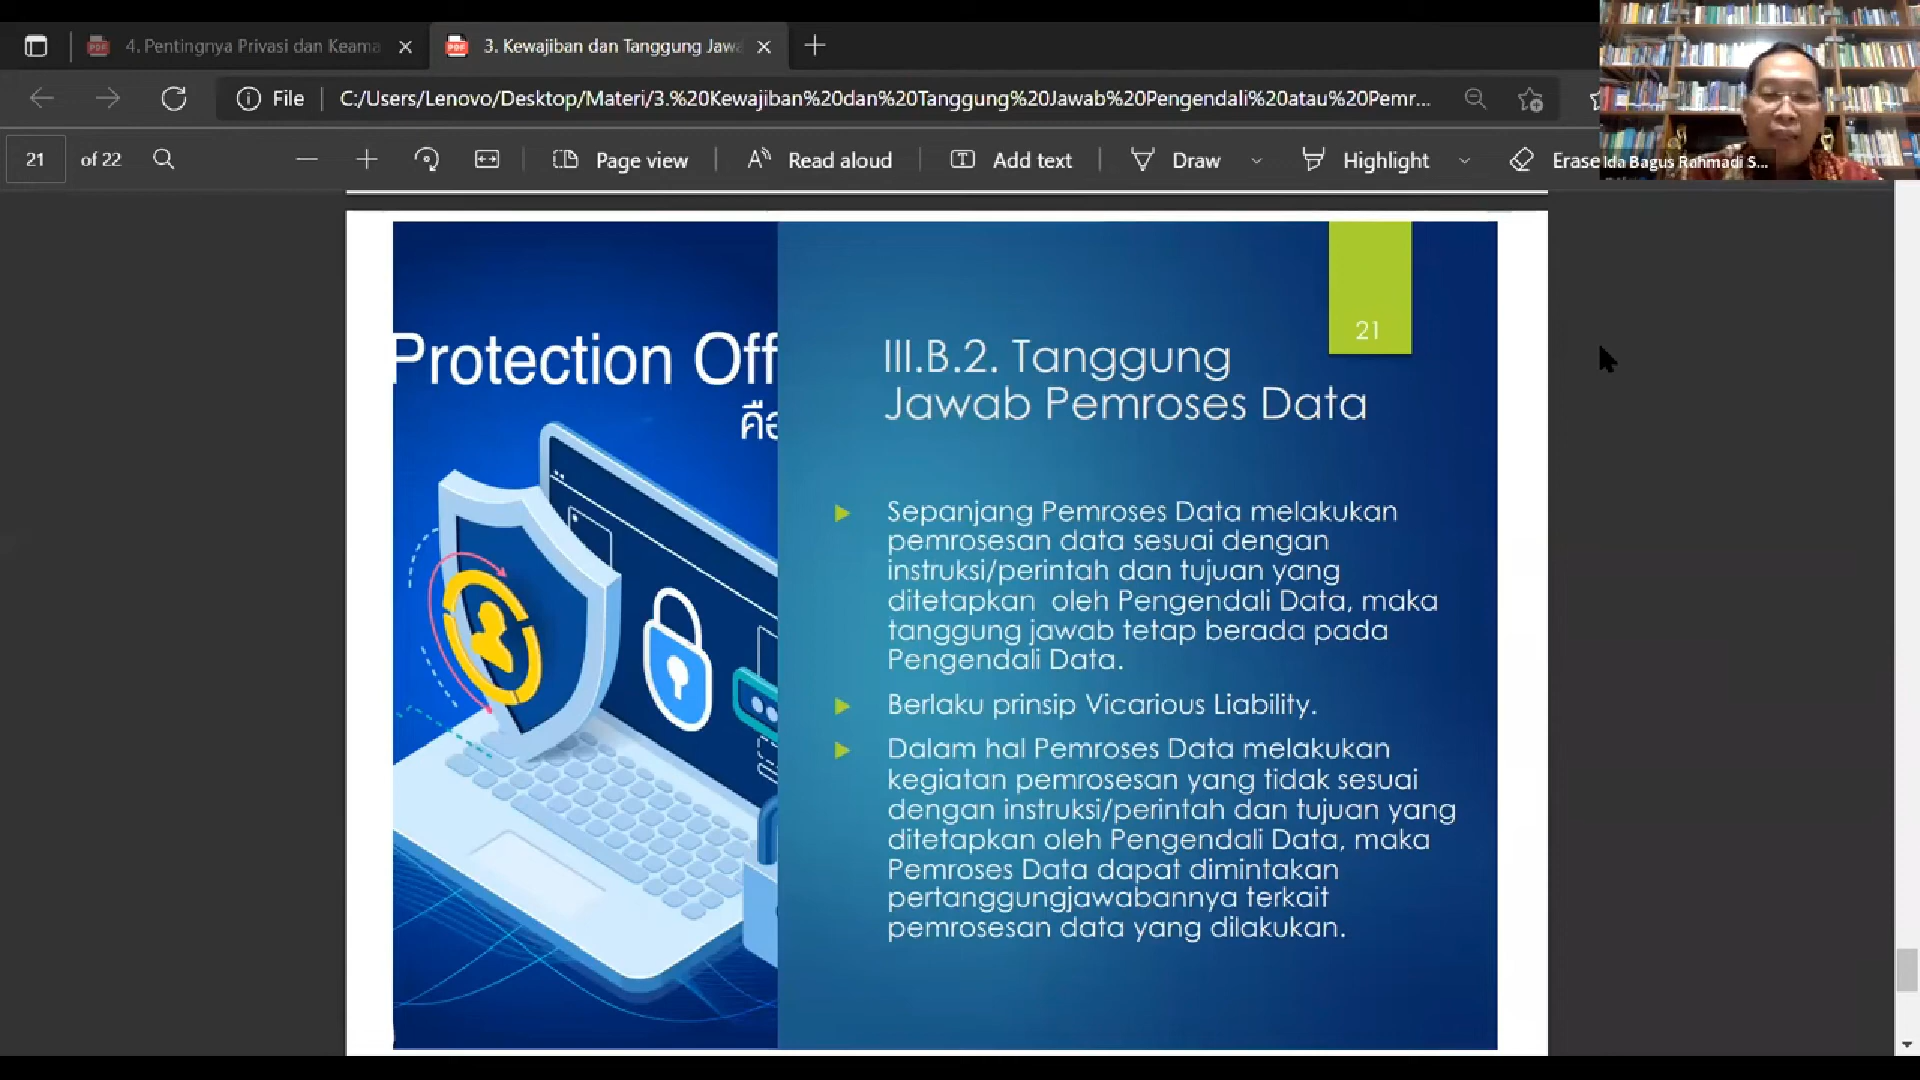 4. Pentingnya Privasi dan Keama
3. Kewajiban dan Tanggung Jawa
File
C:/Users/Lenovo/Desktop/Materi/3.%20Kewajiban%20dan%20Tanggung%20Jawab%20Pengendali%20atau%20Pemr...
21 of 22
Page view
Read aloud
Add text
Draw
Highlight
Erase
Ida Bagus Rahmadi S...
Protection Off
คือ
21
III.B.2. Tanggung
Jawab Pemroses Data
Sepanjang Pemroses Data melakukan
pemrosesan data sesuai dengan
instruksi/perintah dan tujuan yang
ditetapkan oleh Pengendali Data, maka
tanggung jawab tetap berada pada
Pengendali Data.
Berlaku prinsip Vicarious Liability.
Dalam hal Pemroses Data melakukan
kegiatan pemrosesan yang tidak sesuai
dengan instruksi/perintah dan tujuan yang
ditetapkan oleh Pengendali Data, maka
Pemroses Data dapat dimintakan
pertanggungjawabannya terkait
pemrosesan data yang dilakukan.